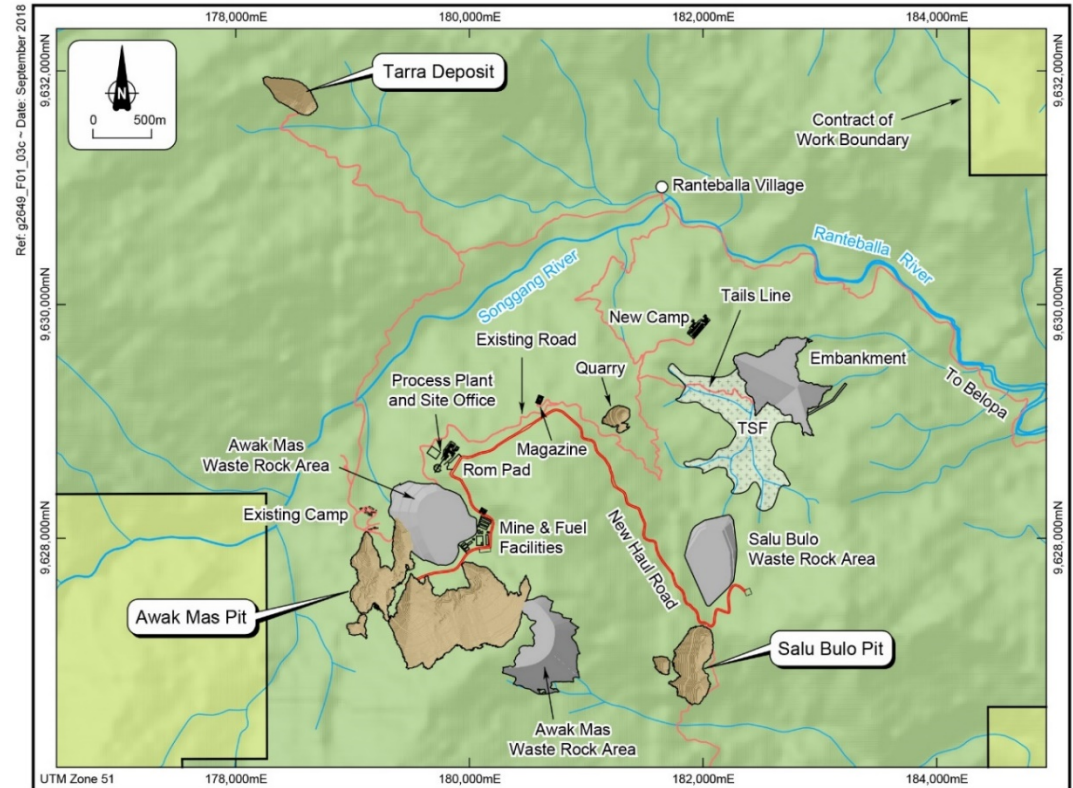 Ref: g2649_F01_03c ~ Date: September 2018
178,000mE
180,000mE
182,000mE
184,000mE
9,632,000mN
9,632,000mN
N
0 500m
Tarra Deposit
Contract of
Work Boundary
Ranteballa Village
Ranteballa River
Songgang River
9,630,000mN
9,630,000mN
Tails Line
New Camp
Existing Road
Embankment
Quarry
Process Plant
and Site Office
To Belopa
TSF
Magazine
Awak Mas
Waste Rock Area
Rom Pad
Existing Camp
Mine & Fuel
Facilities
New Haul Road
Salu Bulo
Waste Rock Area
9,628,000mN
9,628,000mN
Awak Mas Pit
Salu Bulo Pit
Awak Mas
Waste Rock Area
UTM Zone 51
178,000mE
180,000mE
182,000mE
184,000mE